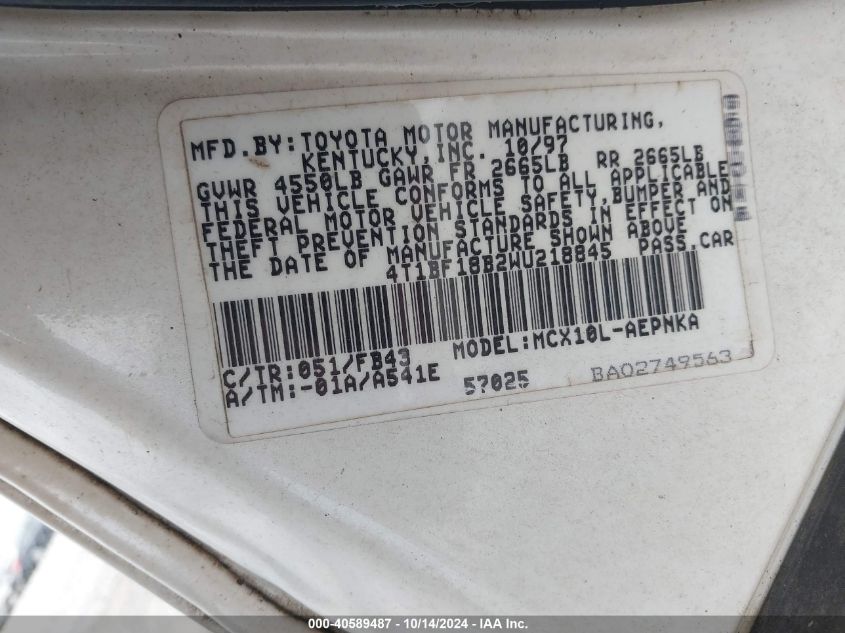 MFD.BY:TOYOTA MOTOR MANUFACTURING,
KENTUCKY,INC. 10/97
GVWR 4550LB GAWR FR 2665LB RR 2665LB
THIS VEHICLE CONFORMS TO ALL APPLICABLE
FEDERAL MOTOR VEHICLE SAFETY,BUMPER AND
THEFT PREVENTION STANDARDS IN EFFECT ON
THE DATE OF MANUFACTURE SHOWN ABOVE
4T1BF18B2WU218845 PASS.CAR
MODEL:MCX10L-AEPNKA
C/TR:051/FB43
A/TM:-01A/A541E
57025
BAO2749563
000-40589487 - 10/14/2024 - IAA Inc.